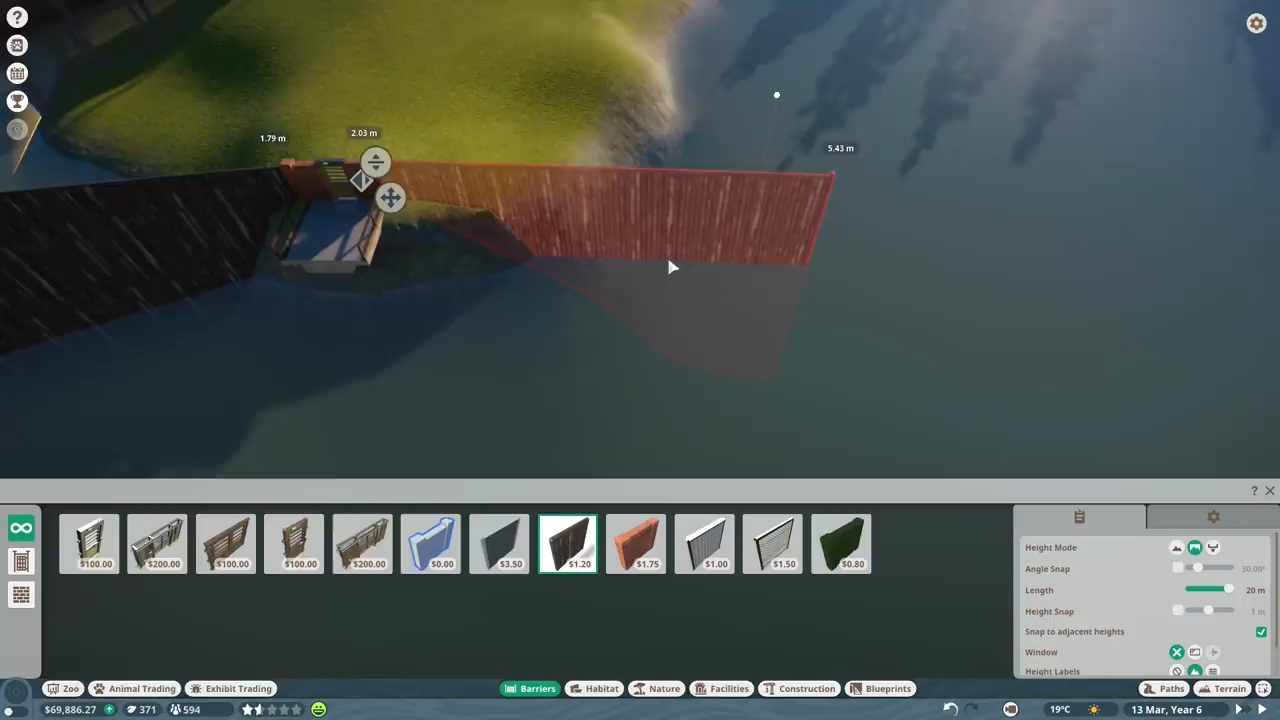 ?
1.79 m
2.03 m
5.43 m
? ×
$100.00
$200.00
$100.00
$100.00
$200.00
$0.00
$3.50
$1.20
$1.75
$1.00
$1.50
$0.80
Height Mode
Angle Snap 30.00°
Length 20 m
Height Snap 1 m
Snap to adjacent heights
Window
Height Labels
Zoo
Animal Trading
Exhibit Trading
Barriers
Habitat
Nature
Facilities
Construction
Blueprints
Paths
Terrain
$69,886.27
371
594
19°C
13 Mar, Year 6